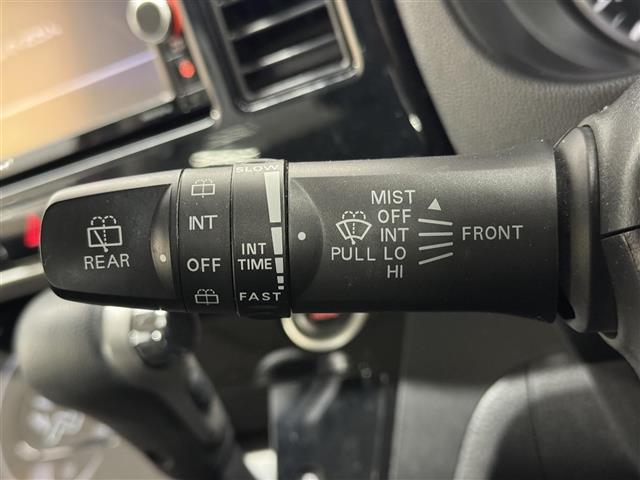 REAR
INT
OFF
SLOW
INT
TIME
FAST
PULL
MIST
OFF
INT
LO
HI
FRONT